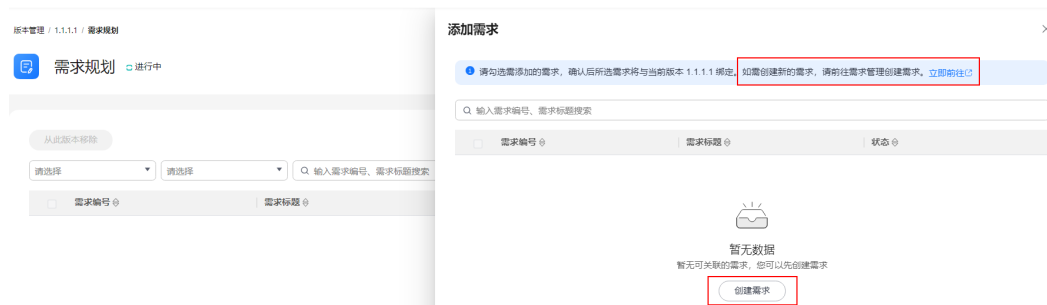 版本管理 / 1.1.1.1 / 需求规划
需求规划 进行中
从此版本移除
请选择 请选择 输入需求编号、需求标题搜索
需求编号 需求标题
添加需求
请勾选需添加的需求，确认后所选需求将与当前版本 1.1.1.1 绑定。如需创建新的需求，请前往需求管理创建需求。立即前往
输入需求编号、需求标题搜索
需求编号 需求标题 状态
暂无数据
暂无可关联的需求，您可以先创建需求
创建需求